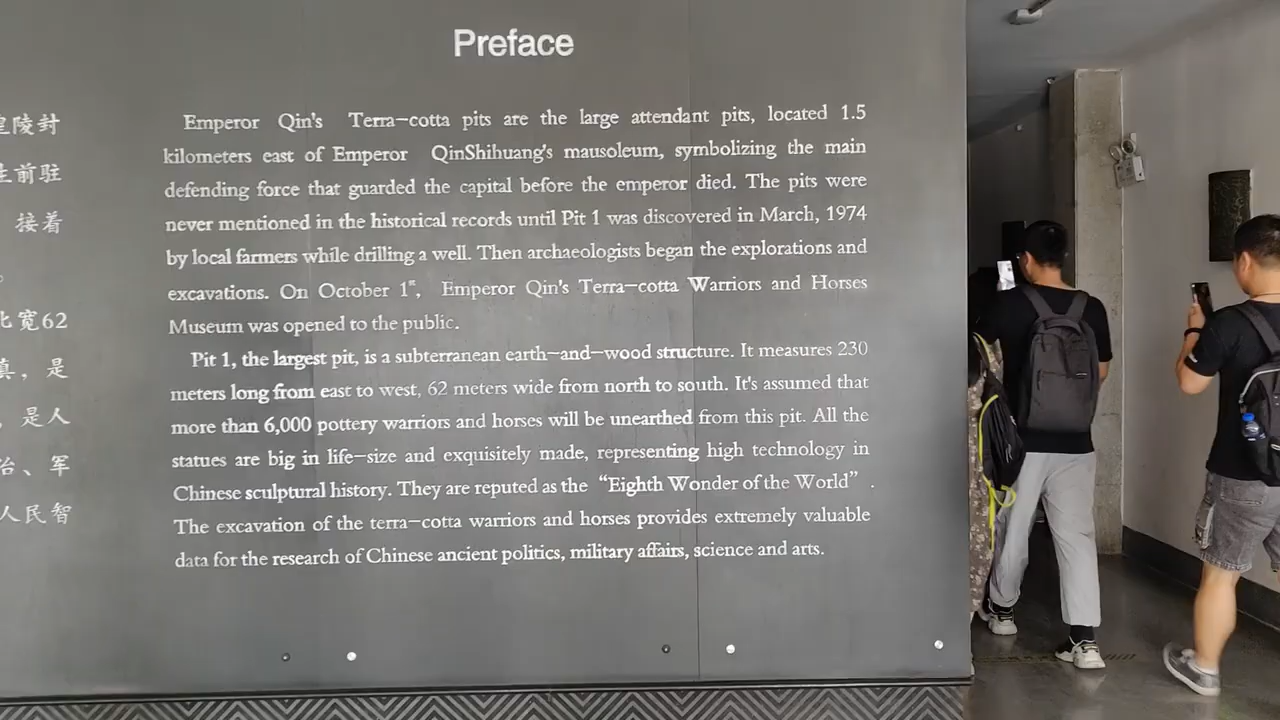 Preface
皇陵封
生前驻
接着
。
北宽62
真，是
，是人
治、军
人民智
Emperor Qin's Terra-cotta pits are the large attendant pits, located 1.5
kilometers east of Emperor QinShihuang's mausoleum, symbolizing the main
defending force that guarded the capital before the emperor died. The pits were
never mentioned in the historical records until Pit 1 was discovered in March, 1974
by local farmers while drilling a well. Then archaeologists began the explorations and
excavations. On October 1st, Emperor Qin's Terra-cotta Warriors and Horses
Museum was opened to the public.
Pit 1, the largest pit, is a subterranean earth-and-wood structure. It measures 230
meters long from east to west, 62 meters wide from north to south. It's assumed that
more than 6,000 pottery warriors and horses will be unearthed from this pit. All the
statues are big in life-size and exquisitely made, representing high technology in
Chinese sculptural history. They are reputed as the “Eighth Wonder of the World” .
The excavation of the terra-cotta warriors and horses provides extremely valuable
data for the research of Chinese ancient politics, military affairs, science and arts.